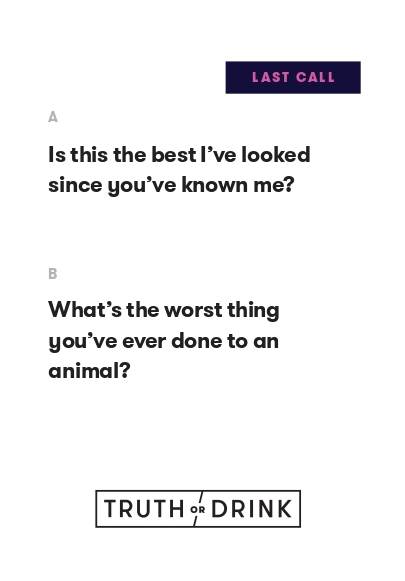 LAST CALL
A
Is this the best I’ve looked
since you’ve known me?
B
What’s the worst thing
you’ve ever done to an
animal?
TRUTH OR DRINK